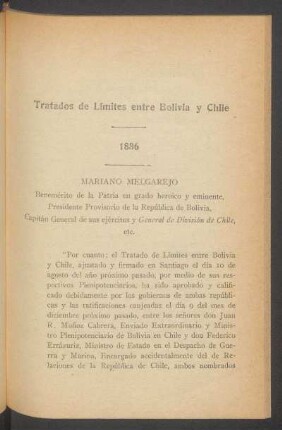 Tratados de Límites entre Bolivia y Chile
1886
MARIANO MELGAREJO
Benemérito de la Patria en grado heroico y eminente,
Presidente Provisorio de la República de Bolivia,
Capitán General de sus ejércitos y General de División de Chile,
etc.
"Por cuanto: el Tratado de Límites entre Bolivia
y Chile, ajustado y firmado en Santiago el día 10 de
agosto del año próximo pasado, por medio de sus res-
pectivos Plenipotenciarios, ha sido aprobado y califi-
cado debidamente por los gobiernos de ambas repúbli-
cas y las ratificaciones canjeadas el día 9 del mes de
diciembre próximo pasado, entre los señores don Juan
R. Muñoz Cabrera, Enviado Extraordinario y Minis-
tro Plenipotenciario de Bolivia en Chile y don Federico
Errázuriz, Ministro de Estado en el Despacho de Gue-
rra y Marina, Encargado accidentalmente del de Re-
laciones de la República de Chile, ambos nombrados